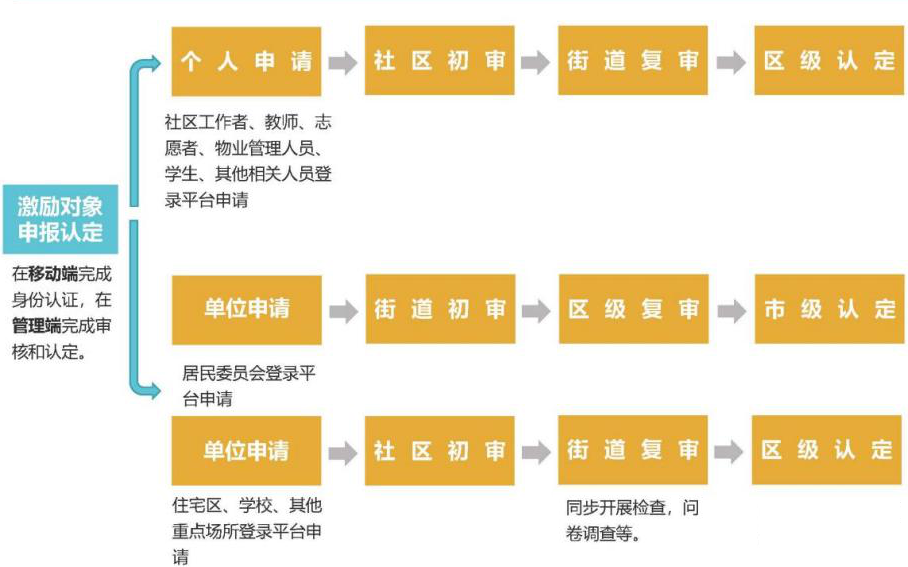 个人申请
社区初审
街道复审
区级认定
社区工作者、教师、志
愿者、物业管理人员、
学生、其他相关人员登
录平台申请
激励对象
申报认定
在移动端完成
身份认证，在
管理端完成审
核和认定。
单位申请
街道初审
区级复审
市级认定
居民委员会登录平
台申请
单位申请
社区初审
街道复审
区级认定
住宅区、学校、其他
重点场所登录平台申
请
同步开展检查，问
卷调查等。